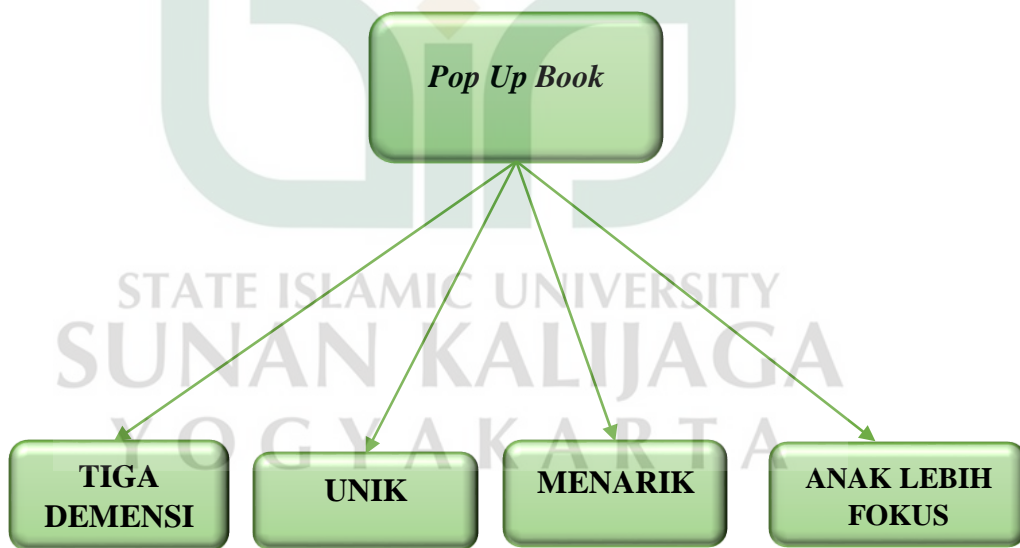 Pop Up Book
STATE ISLAMIC UNIVERSITY
SUNAN KALIJAGA
YOGYAKARTA
TIGA
DEMENSI
UNIK
MENARIK
ANAK LEBIH
FOKUS